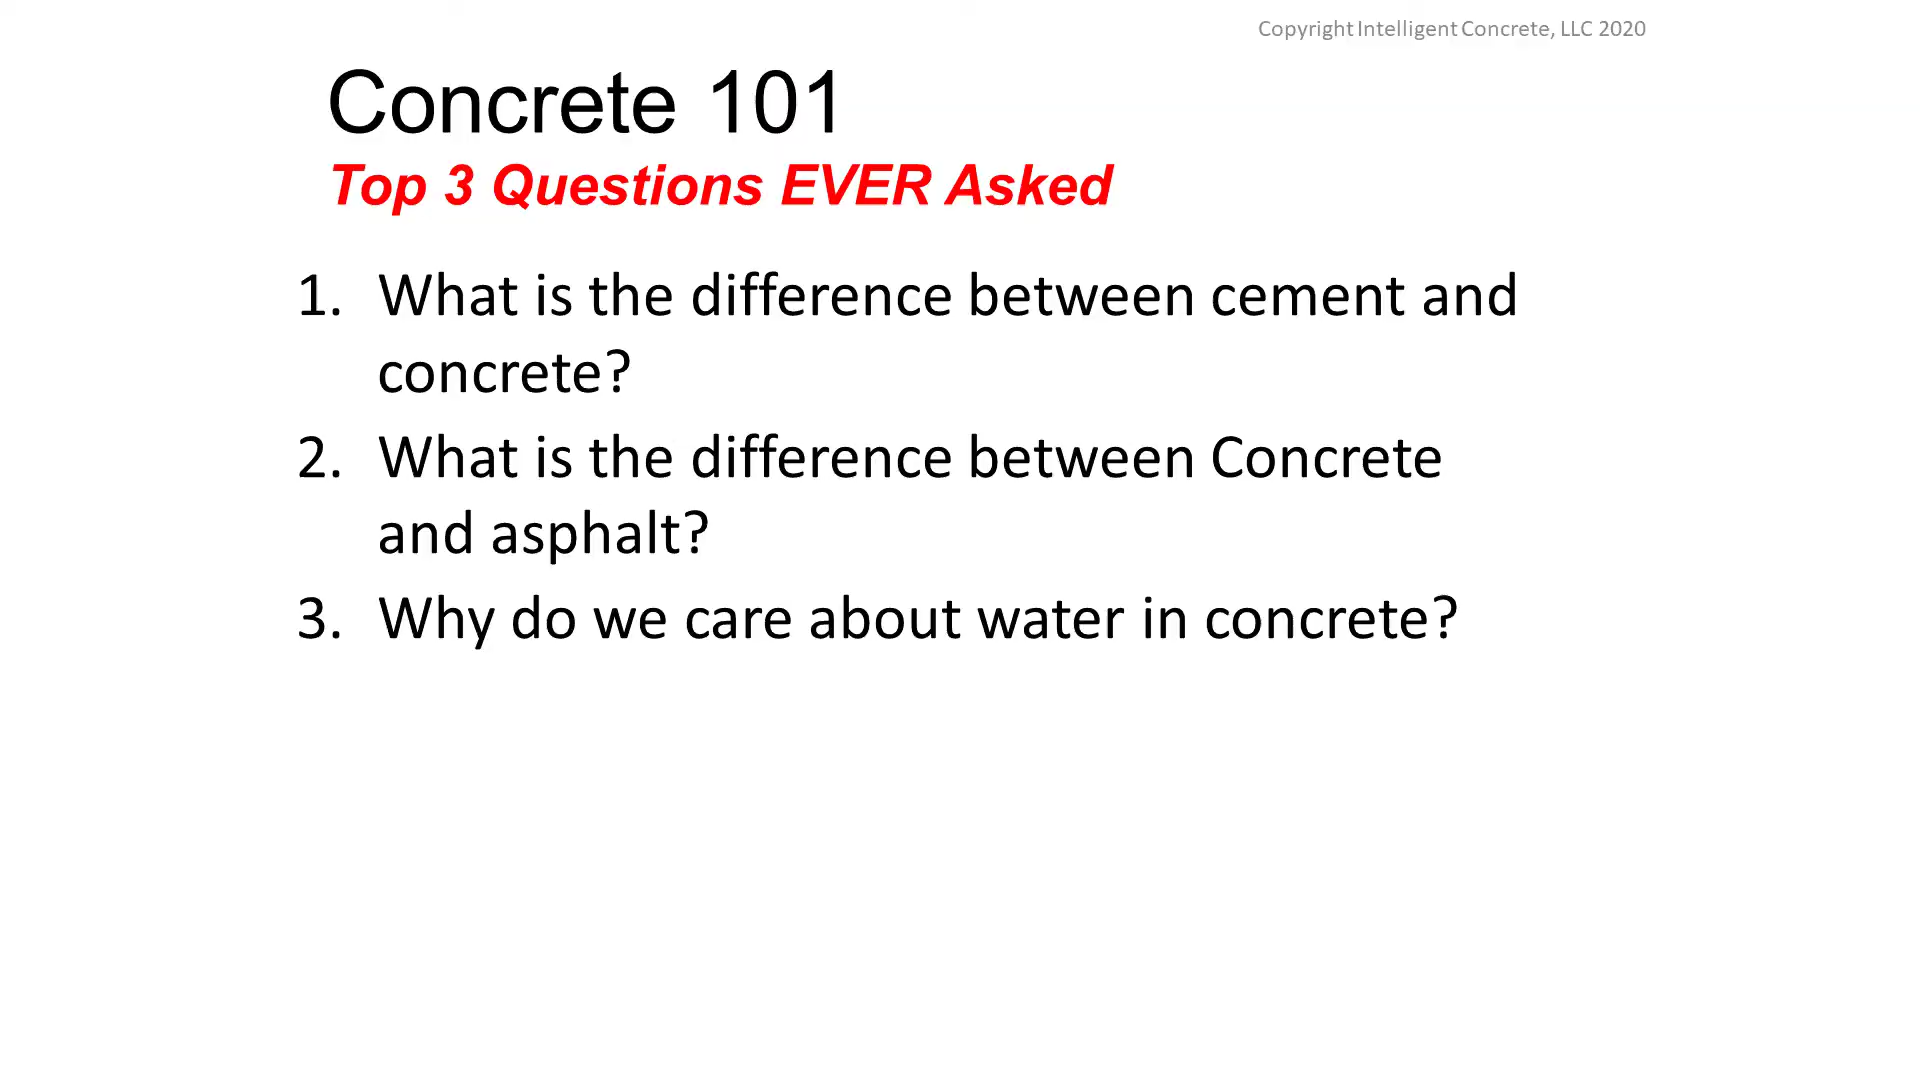 Copyright Intelligent Concrete, LLC 2020
Concrete 101
Top 3 Questions EVER Asked
1. What is the difference between cement and
concrete?
2. What is the difference between Concrete
and asphalt?
3. Why do we care about water in concrete?